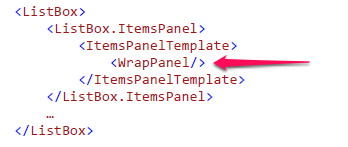 <ListBox>
<ListBox.ItemsPanel>
<ItemsPanelTemplate>
<WrapPanel/>
</ItemsPanelTemplate>
</ListBox.ItemsPanel>
…
</ListBox>